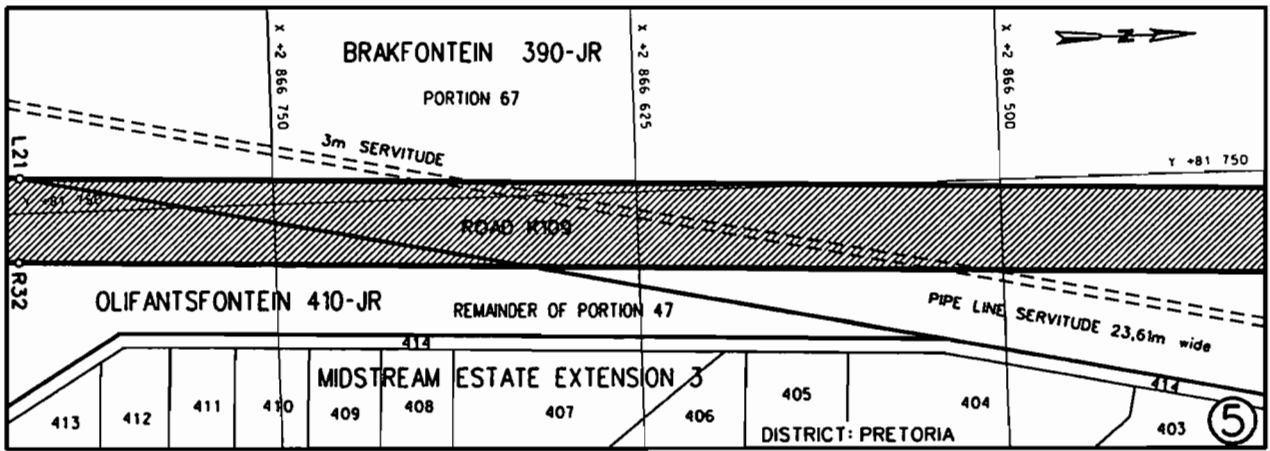 BRAKFONTEIN 390-JR
PORTION 67
X +2 866 750
X +2 866 625
X +2 866 500
N
3m SERVITUDE
Y +81 750
L21
Y +81 750
ROAD K109
R32
OLIFANTSFONTEIN 410-JR
REMAINDER OF PORTION 47
PIPE LINE SERVITUDE 23,61m wide
414
414
MIDSTREAM ESTATE EXTENSION 3
413
412
411
410
409
408
407
406
405
404
403
DISTRICT: PRETORIA
5